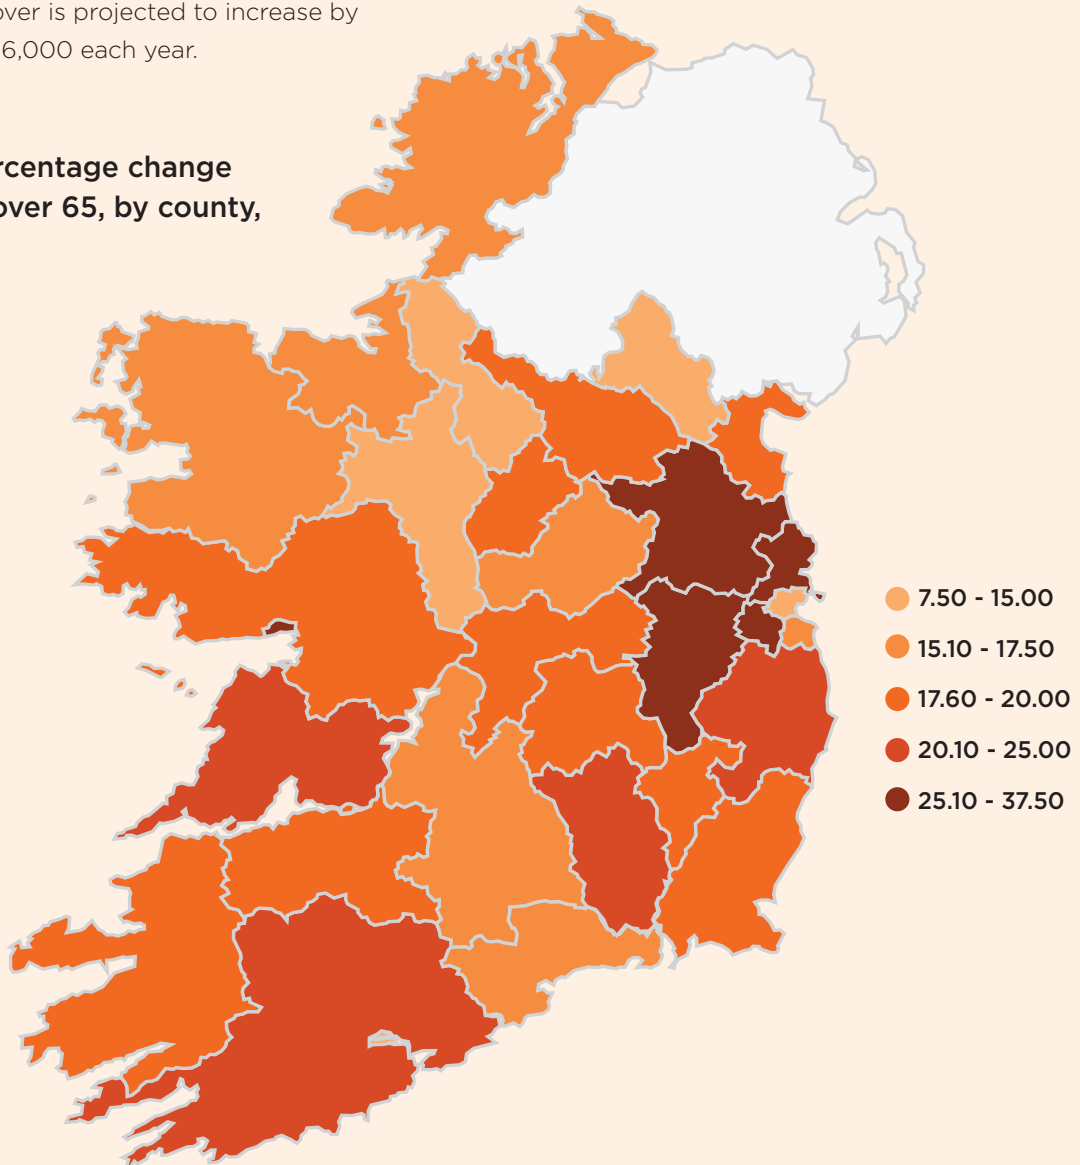 over is projected to increase by
6,000 each year.
rcentage change
over 65, by county,
7.50 - 15.00
15.10 - 17.50
17.60 - 20.00
20.10 - 25.00
25.10 - 37.50